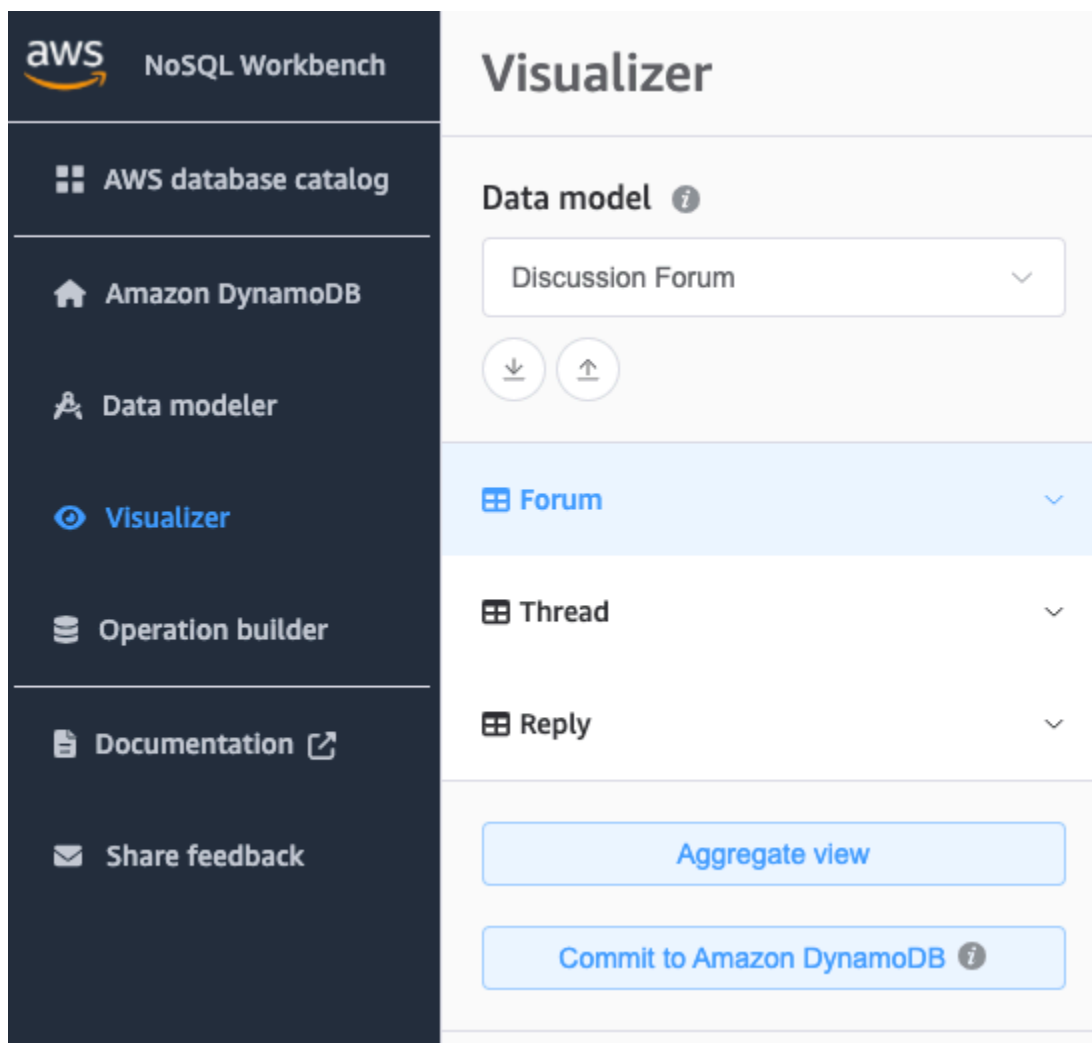 aws NoSQL Workbench
AWS database catalog
Amazon DynamoDB
Data modeler
Visualizer
Operation builder
Documentation
Share feedback
Visualizer
Data model
Discussion Forum
Forum
Thread
Reply
Aggregate view
Commit to Amazon DynamoDB